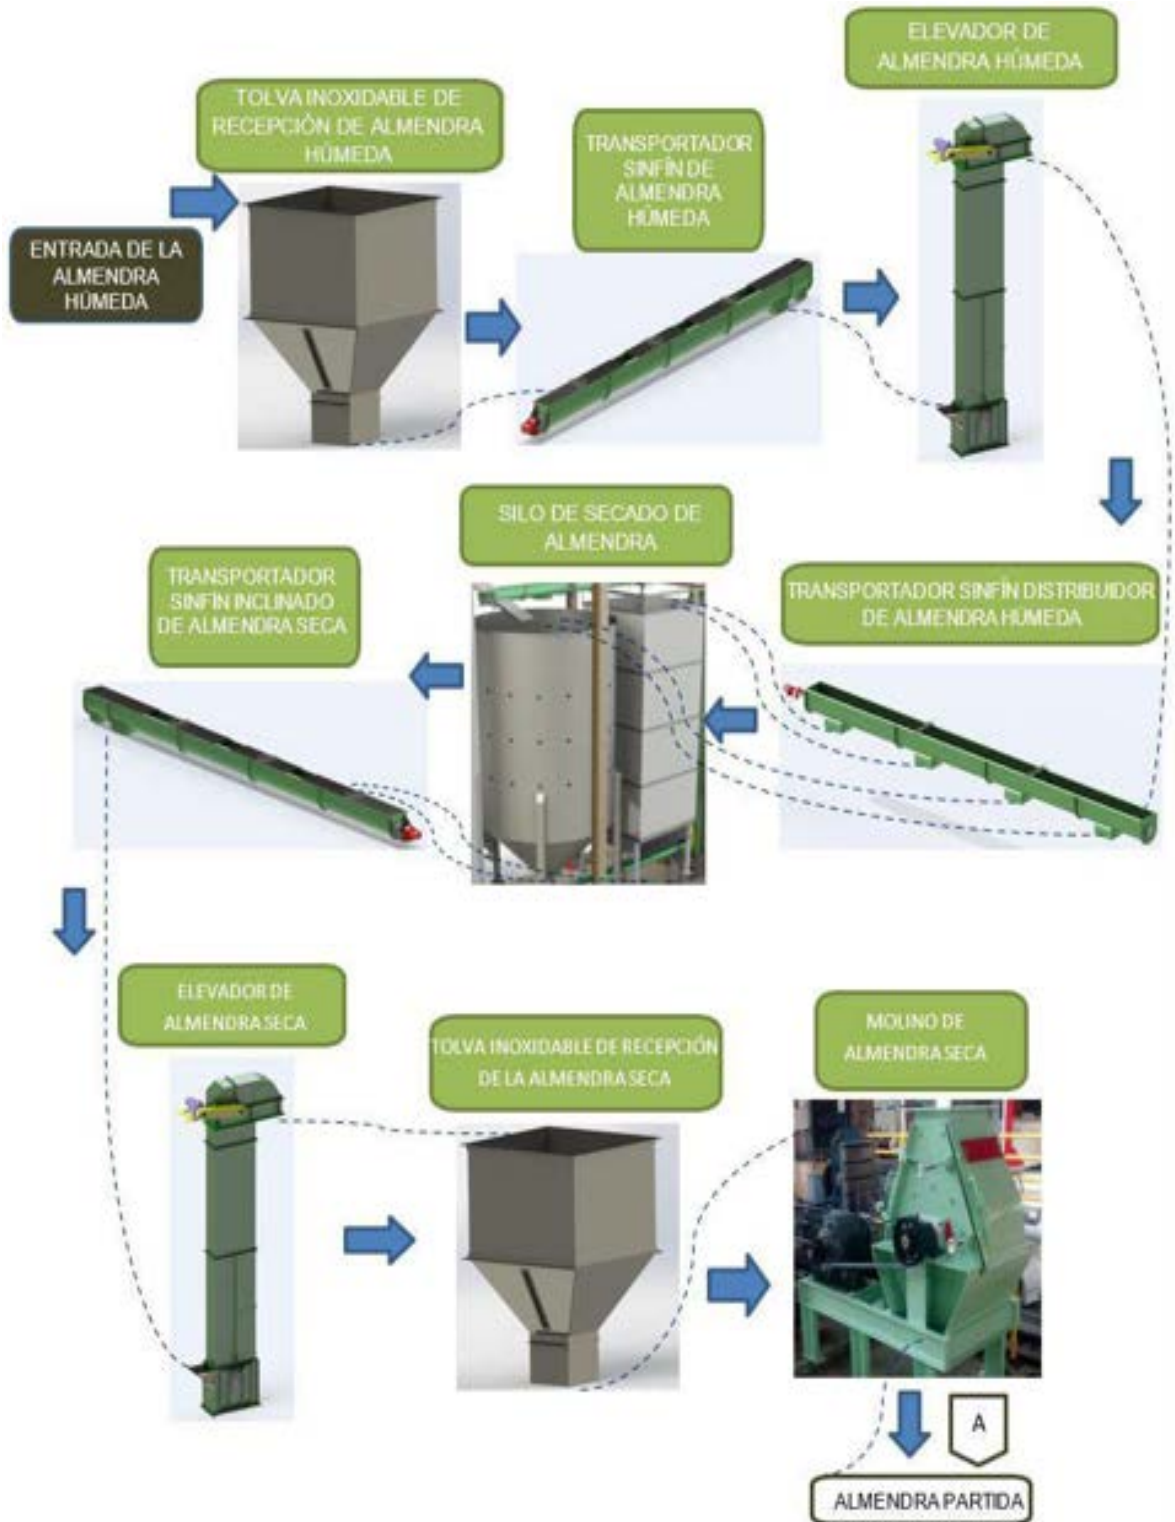 ENTRADA DE LA
ALMENDRA
HÚMEDA
TOLVA INOXIDABLE DE
RECEPCIÒN DE ALMENDRA
HÚMEDA
TRANSPORTADOR
SINFÍN DE
ALMENDRA
HÚMEDA
ELEVADOR DE
ALMENDRA HÚMEDA
TRANSPORTADOR SINFÍN DISTRIBUIDOR
DE ALMENDRA HÚMEDA
SILO DE SECADO DE
ALMENDRA
TRANSPORTADOR
SINFÍN INCLINADO
DE ALMENDRA SECA
ELEVADOR DE
ALMENDRA SECA
TOLVA INOXIDABLE DE RECEPCIÓN
DE LA ALMENDRA SECA
MOLINO DE
ALMENDRA SECA
A
ALMENDRA PARTIDA